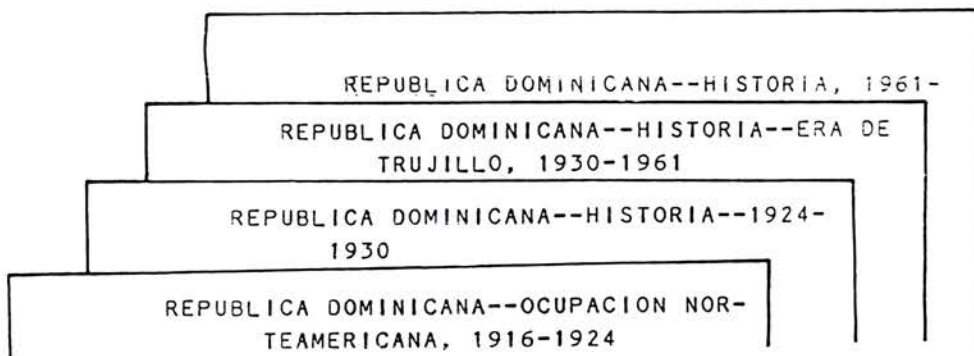 REPUBLICA DOMINICANA--HISTORIA, 1961-
REPUBLICA DOMINICANA--HISTORIA--ERA DE
TRUJILLO, 1930-1961
REPUBLICA DOMINICANA--HISTORIA--1924-
1930
REPUBLICA DOMINICANA--OCUPACION NOR-
TEAMERICANA, 1916-1924